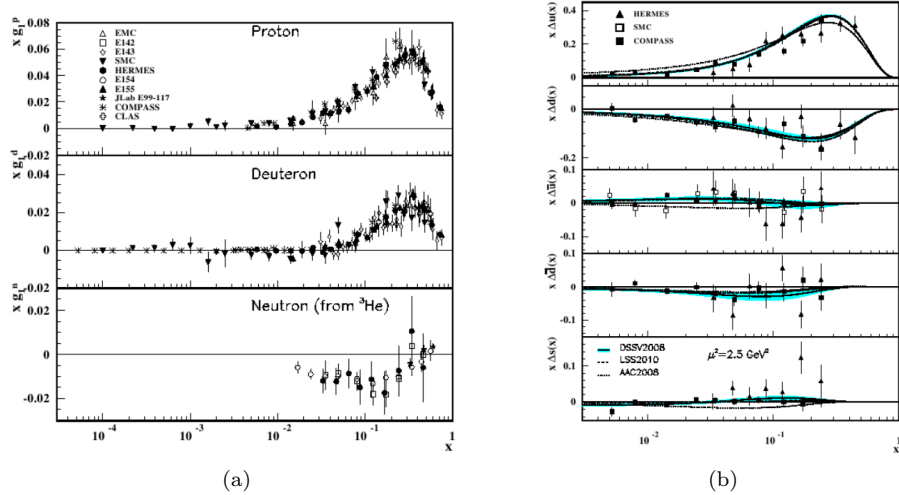 x g₁ᵖ
0.08
0.06
0.04
0.02
0
-0.02
Proton
EMC
E142
E143
SMC
HERMES
E154
E155
JLab E99-117
COMPASS
CLAS
x g₁ᵈ
0.04
0.02
0
-0.02
Deuteron
x g₁ⁿ
0.02
0
-0.02
Neutron (from ³He)
10⁻⁴
10⁻³
10⁻²
10⁻¹
1
x
(a)
x Δu(x)
0.4
0.2
0
HERMES
SMC
COMPASS
x Δd(x)
0
-0.2
x Δū(x)
0.1
0
-0.1
x Δd̄(x)
0.1
0
-0.1
x Δs(x)
0.1
0
DSSV2008
LSS2010
AAC2008
μ²=2.5 GeV²
10⁻²
10⁻¹
1
x
(b)